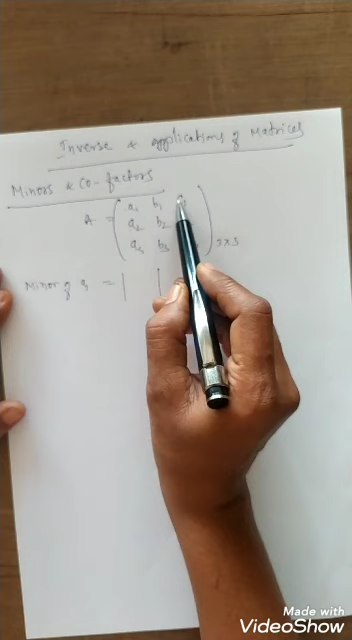 Inverse & applications of Matrices
Minors & Co-factors
A = ( a₁ b₁
a₂ b₂
a₃ b₃ ) 3×3
Minor of a₁ = | |
Made with
VideoShow